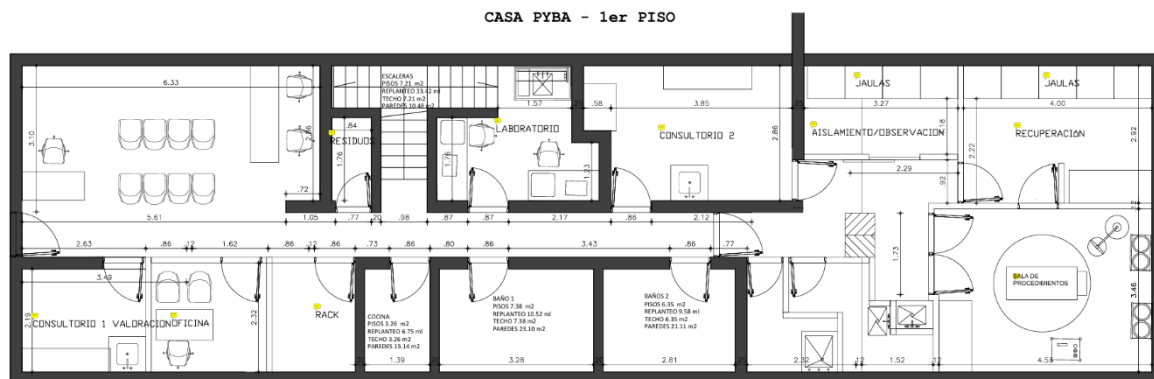 CASA PYBA - 1er PISO
6.33
3.10
.72
5.61
ESCALERAS
PISOS 7.21 m2
REPLANTEO 33.42 ml
TECHO 7.21 m2
PAREDES 10.48 m2
.84
RESIDUOS
1.76
1.57
LABORATORIO
1.76
1.23
.58
3.85
CONSULTORIO 2
2.86
JAULAS
3.27
AISLAMIENTO/OBSERVACION
2.29
.92
JAULAS
4.00
RECUPERACIÓN
2.92
2.22
1.05
.77
.20
.98
.87
.87
2.17
.86
2.12
2.63
.86
.12
1.62
.86
.12
.86
.73
.86
.80
.86
3.43
.86
.77
1.73
3.49
2.19
CONSULTORIO 1 VALORACION
OFICINA
2.32
RACK
COCINA
PISOS 3.26 m2
REPLANTEO 6.75 ml
TECHO 3.26 m2
PAREDES 15.14 m2
1.39
BAÑO 1
PISOS 7.38 m2
REPLANTEO 10.52 ml
TECHO 7.38 m2
PAREDES 23.10 m2
3.28
BAÑOS 2
PISOS 6.35 m2
REPLANTEO 9.58 ml
TECHO 6.35 m2
PAREDES 21.11 m2
2.81
2.32
.12
1.52
.12
SALA DE
PROCEDIMIENTOS
3.46
4.53